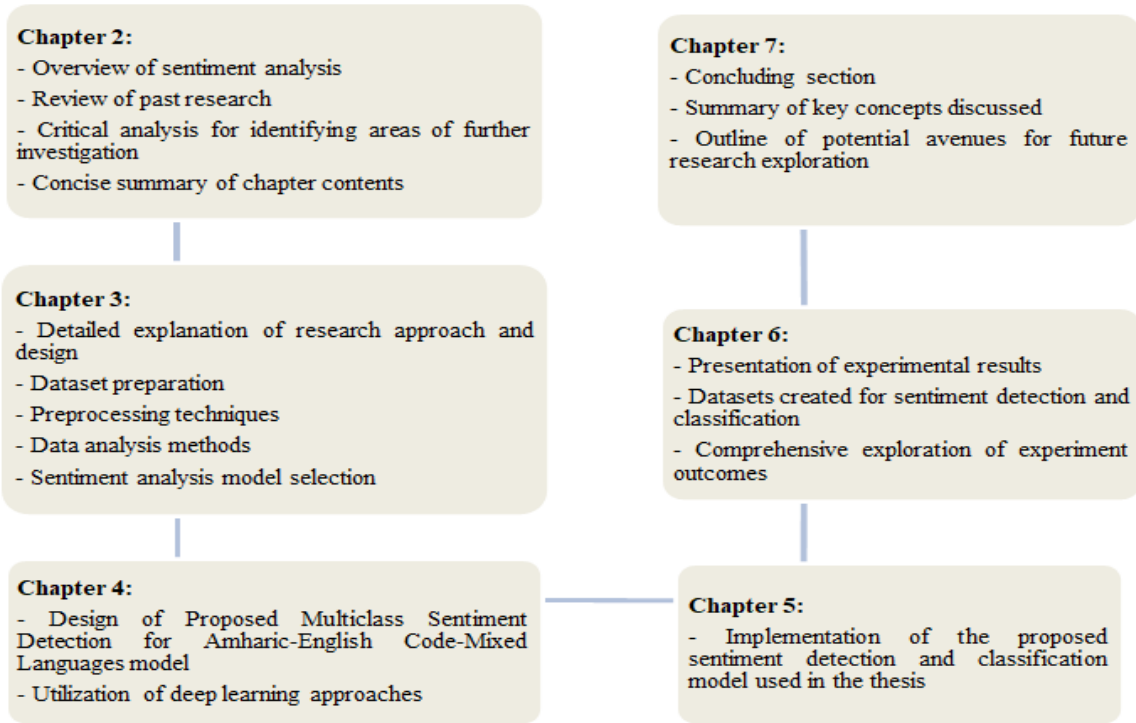 Chapter 2:
- Overview of sentiment analysis
- Review of past research
- Critical analysis for identifying areas of further
investigation
- Concise summary of chapter contents
Chapter 3:
- Detailed explanation of research approach and
design
- Dataset preparation
- Preprocessing techniques
- Data analysis methods
- Sentiment analysis model selection
Chapter 4:
- Design of Proposed Multiclass Sentiment
Detection for Amharic-English Code-Mixed
Languages model
- Utilization of deep learning approaches
Chapter 5:
- Implementation of the proposed
sentiment detection and classification
model used in the thesis
Chapter 6:
- Presentation of experimental results
- Datasets created for sentiment detection and
classification
- Comprehensive exploration of experiment
outcomes
Chapter 7:
- Concluding section
- Summary of key concepts discussed
- Outline of potential avenues for future
research exploration